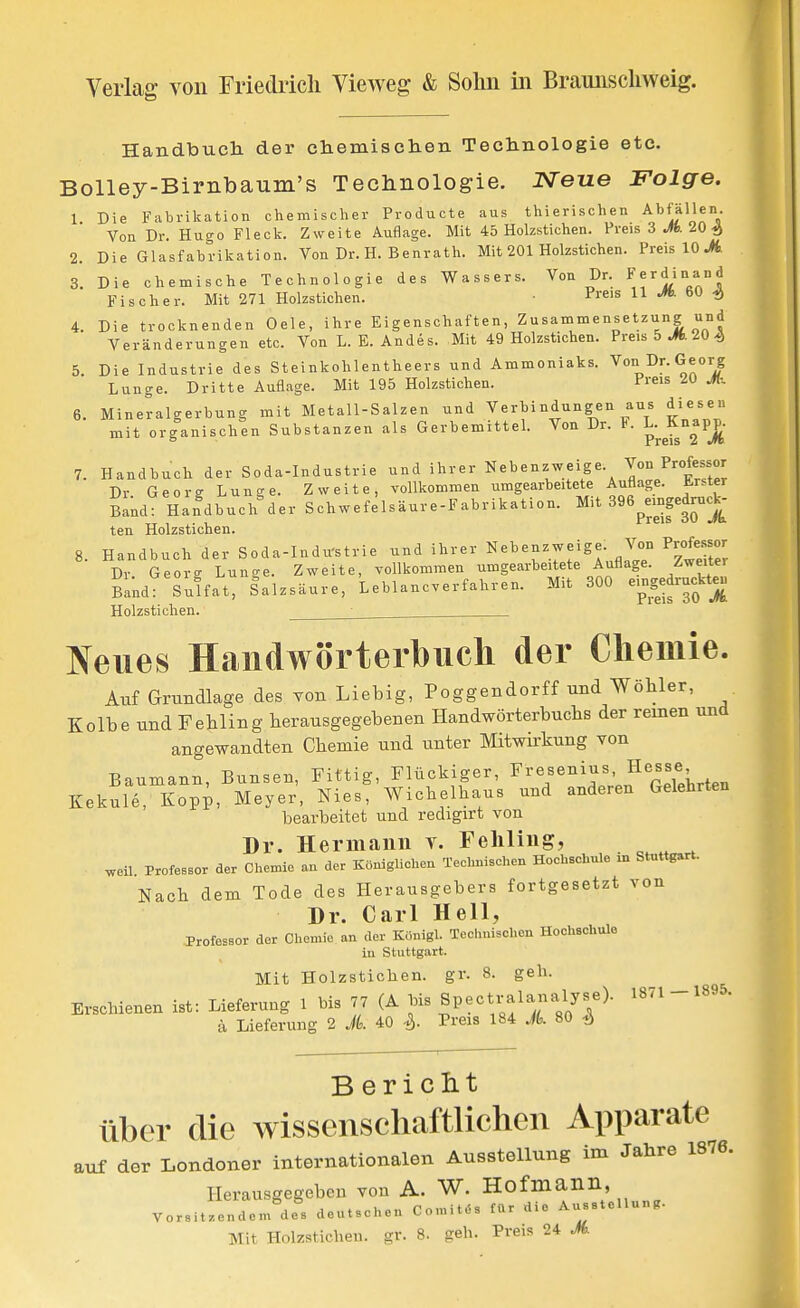 Verlag von Friedrich Vieweg & Sohn in Braunschweig.
Handbuch der chemischen Technologie etc.
Bolley-Birnbaum's Technologie. Neue Folge.
1. Die Fabrikation chemischer Producte aus thierischen Abfällen.
Von Dr. Hugo Fleck. Zweite Auflage. Mit 45 Holzstichen. Preis 3 ℳ. 20 ₰
2. Die Glasfabrikation. Von Dr. H. Benrath. Mit 201 Holzstichen. Preis 10 ℳ.
3. Die chemische Technologie des Wassers. Von Dr. Ferdinand
Fischer. Mit 271 Holzstichen. Preis 11 ℳ. 60 ₰
4. Die trocknenden Oele, ihre Eigenschaften, Zusammensetzung und
Veränderungen etc. Von L. E. Andés. Mit 49 Holzstichen. Preis 5 ℳ. 20 ₰
5. Die Industrie des Steinkohlentheers und Ammoniaks. Von Dr. Georg
Lunge. Dritte Auflage. Mit 195 Holzstichen. Preis 20 ℳ.
6. Mineralgerbung mit Metall-Salzen und Verbindungen aus diesen
mit organischen Substanzen als Gerbemittel. Von Dr. F. L. Knapp.
Preis 2 ℳ
7. Handbuch der Soda-Industrie und ihrer Nebenzweige. Von Professor
Dr. Georg Lunge. Zweite, vollkommen umgearbeitete Auflage. Erster
Band: Handbuch der Schwefelsäure-Fabrikation. Mit 396 eingedruck-
ten Holzstichen. Preis 30 ℳ.
8. Handbuch der Soda-Industrie und ihrer Nebenzweige. Von Professor
Dr. Georg Lunge. Zweite, vollkommen umgearbeitete Auflage. Zweiter
Band: Sulfat, Salzsäure, Leblancverfahren. Mit 300 eingedruckten
Holzstichen. Preis 30 ℳ.
Neues Handwörterbuch der Chemie.
Auf Grundlage des von Liebig, Poggendorff und Wöhler,
Kolbe und Fehling herausgegebenen Handwörterbuchs der reinen und
angewandten Chemie und unter Mitwirkung von
Baumann, Bunsen, Fittig, Flückiger, Fresenius, Hesse,
Kekulé, Kopp, Meyer, Nies, Wichelhaus und anderen Gelehrten
bearbeitet und redigirt von
Dr. Hermann v. Fehling,
weil. Professor der Chemie an der Königlichen Technischen Hochschule in Stuttgart.
Nach dem Tode des Herausgebers fortgesetzt von
Dr. Carl Hell,
Professor der Chemie an der Königl. Technischen Hochschule
in Stuttgart.
Mit Holzstichen. gr. 8. geh.
Erschienen ist: Lieferung 1 bis 77 (A bis Spectralanalyse). 1871—1895.
à Lieferung 2 ℳ. 40 ₰. Preis 184 ℳ. 80 ₰
Bericht
über die wissenschaftlichen Apparate
auf der Londoner internationalen Ausstellung im Jahre 1876.
Herausgegeben von A. W. Hofmann,
Vorsitzendem des deutschen Comités für die Ausstellung.
Mit Holzstichen. gr. 8. geh. Preis 24 ℳ.